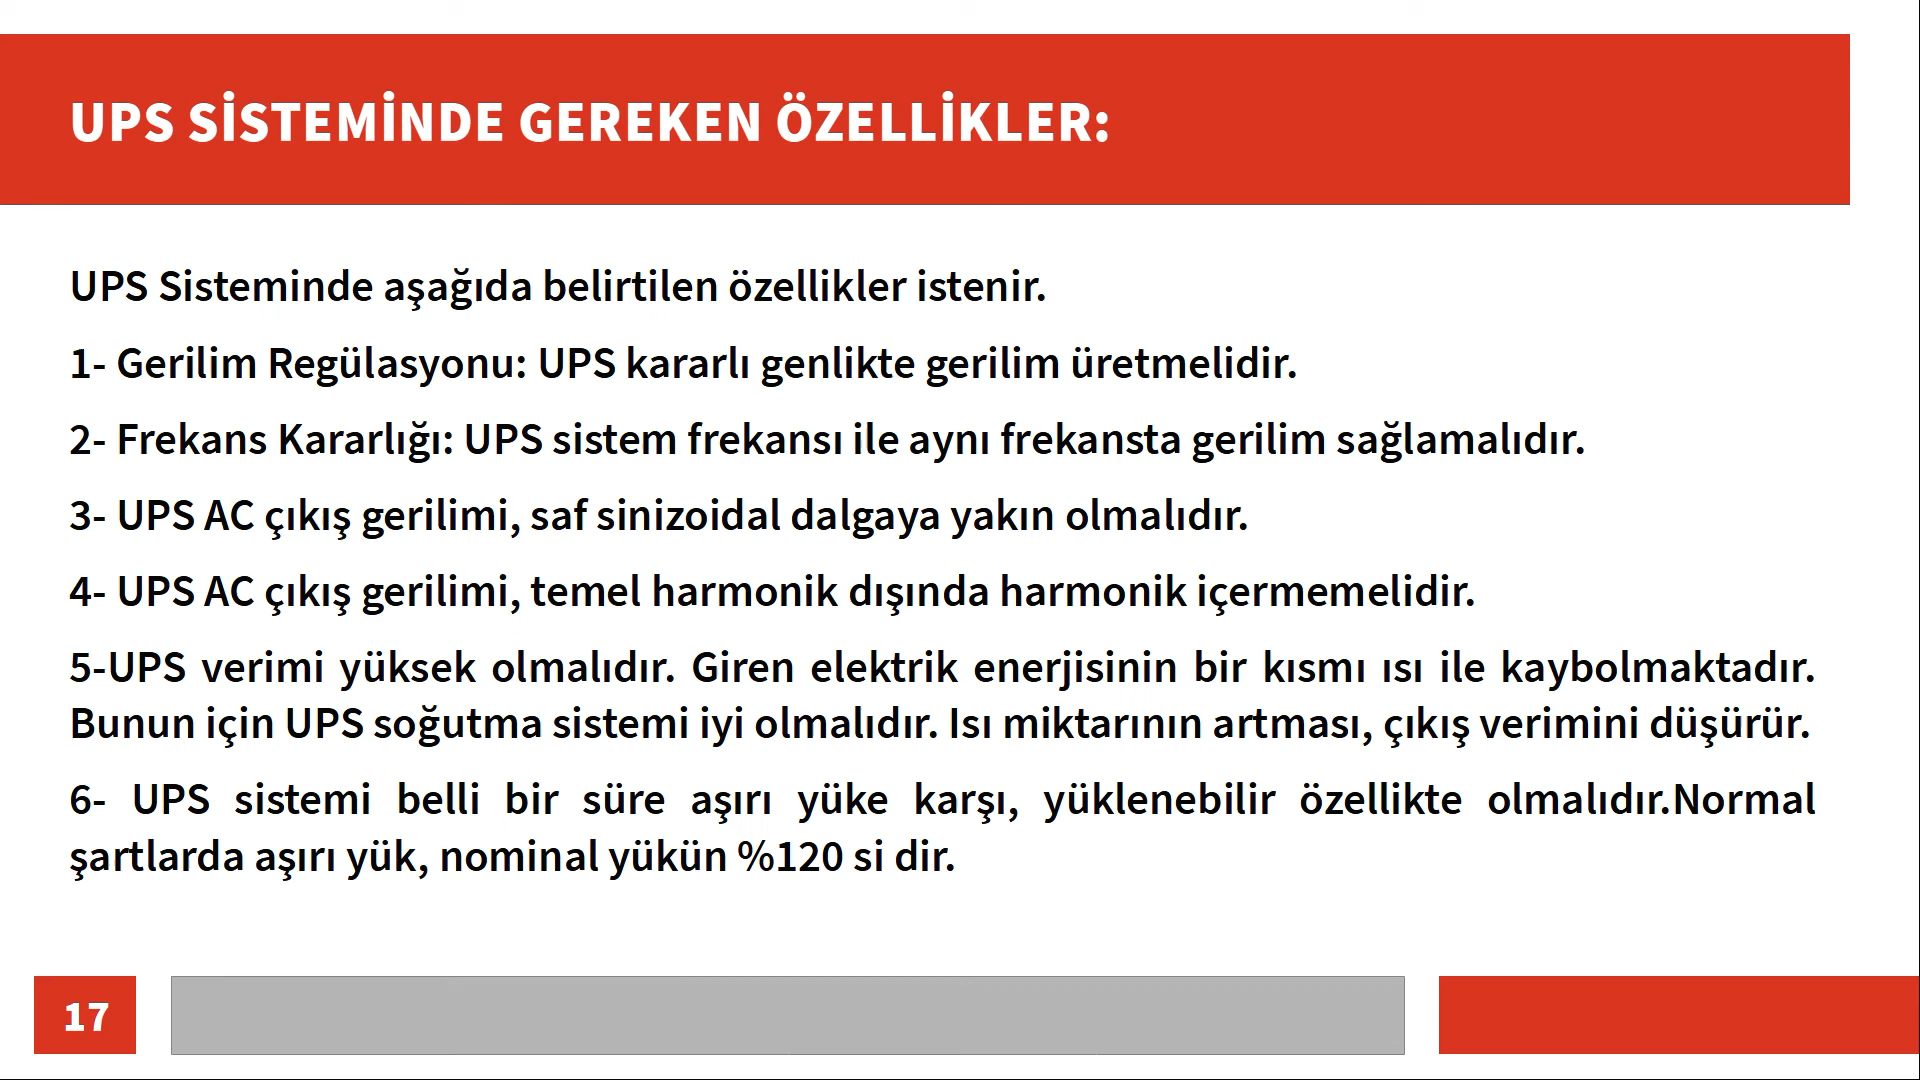 UPS SİSTEMİNDE GEREKEN ÖZELLİKLER:
UPS Sisteminde aşağıda belirtilen özellikler istenir.
1- Gerilim Regülasyonu: UPS kararlı genlikte gerilim üretmelidir.
2- Frekans Kararlığı: UPS sistem frekansı ile aynı frekansta gerilim sağlamalıdır.
3- UPS AC çıkış gerilimi, saf sinizoidal dalgaya yakın olmalıdır.
4- UPS AC çıkış gerilimi, temel harmonik dışında harmonik içermemelidir.
5-UPS verimi yüksek olmalıdır. Giren elektrik enerjisinin bir kısmı ısı ile kaybolmaktadır.
Bunun için UPS soğutma sistemi iyi olmalıdır. Isı miktarının artması, çıkış verimini düşürür.
6- UPS sistemi belli bir süre aşırı yüke karşı, yüklenebilir özellikte olmalıdır.Normal
şartlarda aşırı yük, nominal yükün %120 si dir.
17